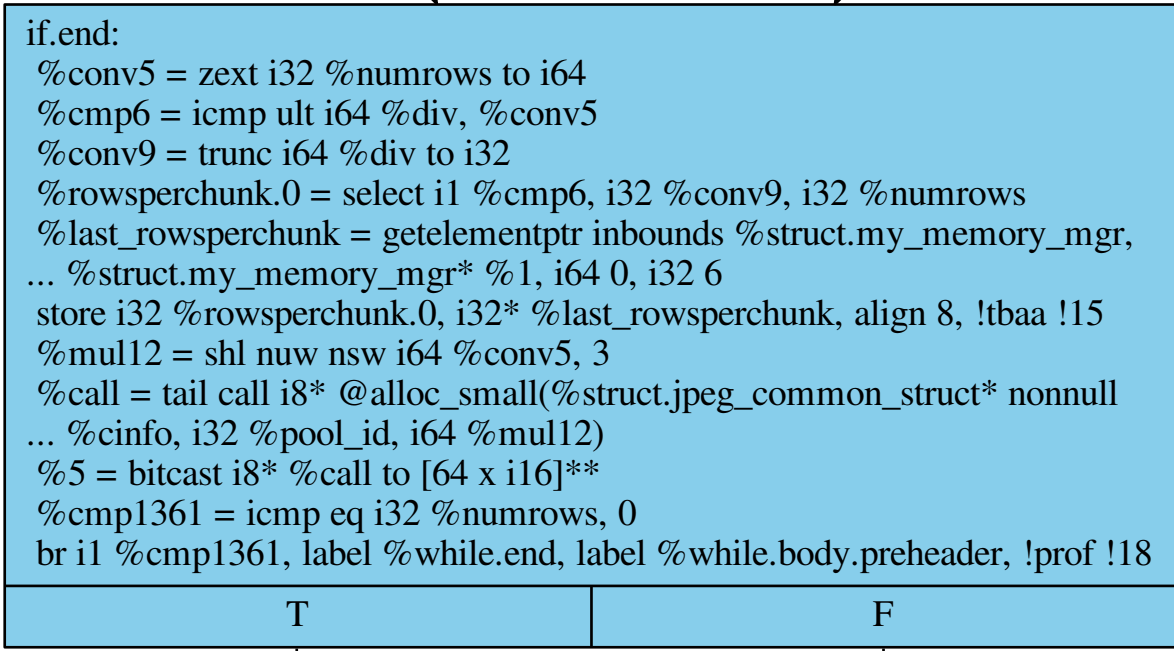 if.end:
%conv5 = zext i32 %numrows to i64
%cmp6 = icmp ult i64 %div, %conv5
%conv9 = trunc i64 %div to i32
%rowsperchunk.0 = select i1 %cmp6, i32 %conv9, i32 %numrows
%last_rowsperchunk = getelementptr inbounds %struct.my_memory_mgr,
... %struct.my_memory_mgr* %1, i64 0, i32 6
store i32 %rowsperchunk.0, i32* %last_rowsperchunk, align 8, !tbaa !15
%mul12 = shl nuw nsw i64 %conv5, 3
%call = tail call i8* @alloc_small(%struct.jpeg_common_struct* nonnull
... %cinfo, i32 %pool_id, i64 %mul12)
%5 = bitcast i8* %call to [64 x i16]**
%cmp1361 = icmp eq i32 %numrows, 0
br i1 %cmp1361, label %while.end, label %while.body.preheader, !prof !18
T F